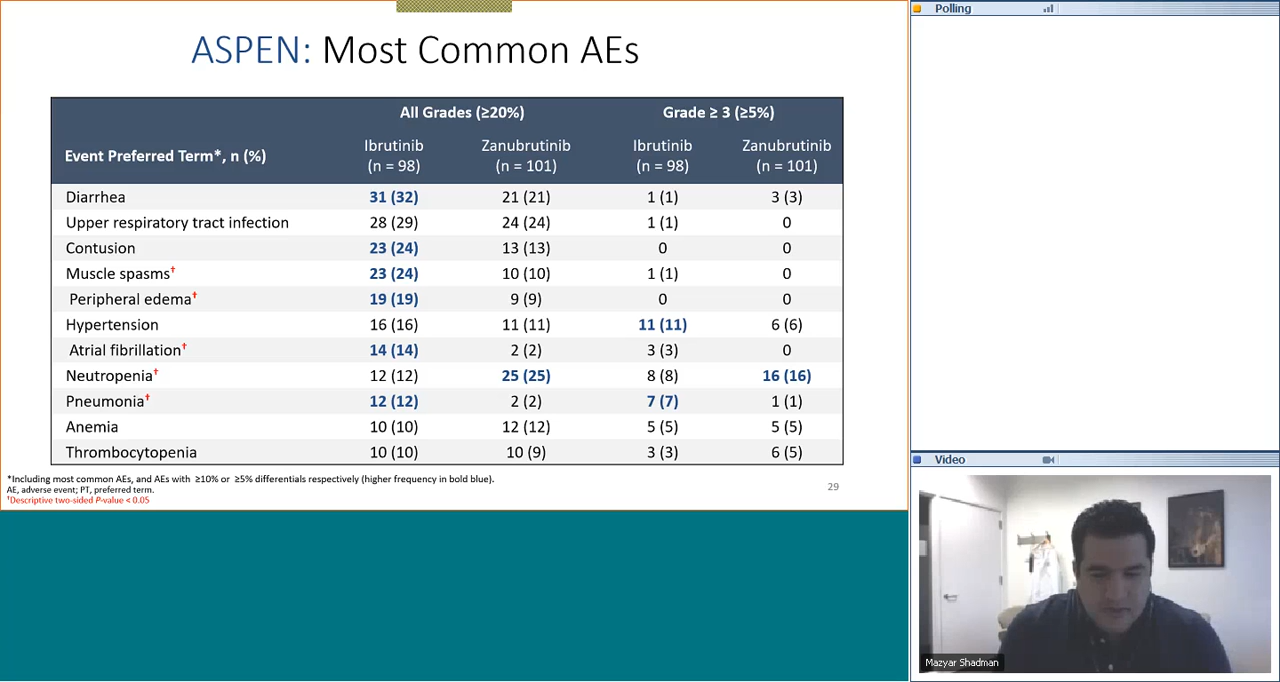 ASPEN: Most Common AEs
All Grades (≥20%) Grade ≥ 3 (≥5%)
Event Preferred Term*, n (%) Ibrutinib (n = 98) Zanubrutinib (n = 101) Ibrutinib (n = 98) Zanubrutinib (n = 101)
Diarrhea 31 (32) 21 (21) 1 (1) 3 (3)
Upper respiratory tract infection 28 (29) 24 (24) 1 (1) 0
Contusion 23 (24) 13 (13) 0 0
Muscle spasms† 23 (24) 10 (10) 1 (1) 0
Peripheral edema† 19 (19) 9 (9) 0 0
Hypertension 16 (16) 11 (11) 11 (11) 6 (6)
Atrial fibrillation† 14 (14) 2 (2) 3 (3) 0
Neutropenia† 12 (12) 25 (25) 8 (8) 16 (16)
Pneumonia† 12 (12) 2 (2) 7 (7) 1 (1)
Anemia 10 (10) 12 (12) 5 (5) 5 (5)
Thrombocytopenia 10 (10) 10 (9) 3 (3) 6 (5)
*Including most common AEs, and AEs with ≥10% or ≥5% differentials respectively (higher frequency in bold blue).
AE, adverse event; PT, preferred term.
†Descriptive two-sided P-value < 0.05
29
Polling
Video
Mazyar Shadman